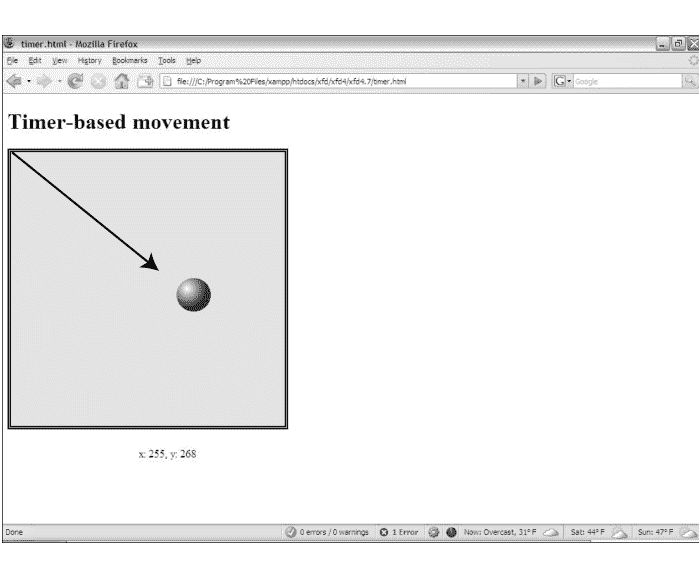 timer.html - Mozilla Firefox
File Edit View History Bookmarks Tools Help
file:///C:/Program%20Files/xampp/htdocs/xfd/xfd4/xfd4.7/timer.html G Google
Timer-based movement
x: 255, y: 268
Done 0 errors / 0 warnings 1 Error Now: Overcast, 31° F Sat: 44° F Sun: 47° F